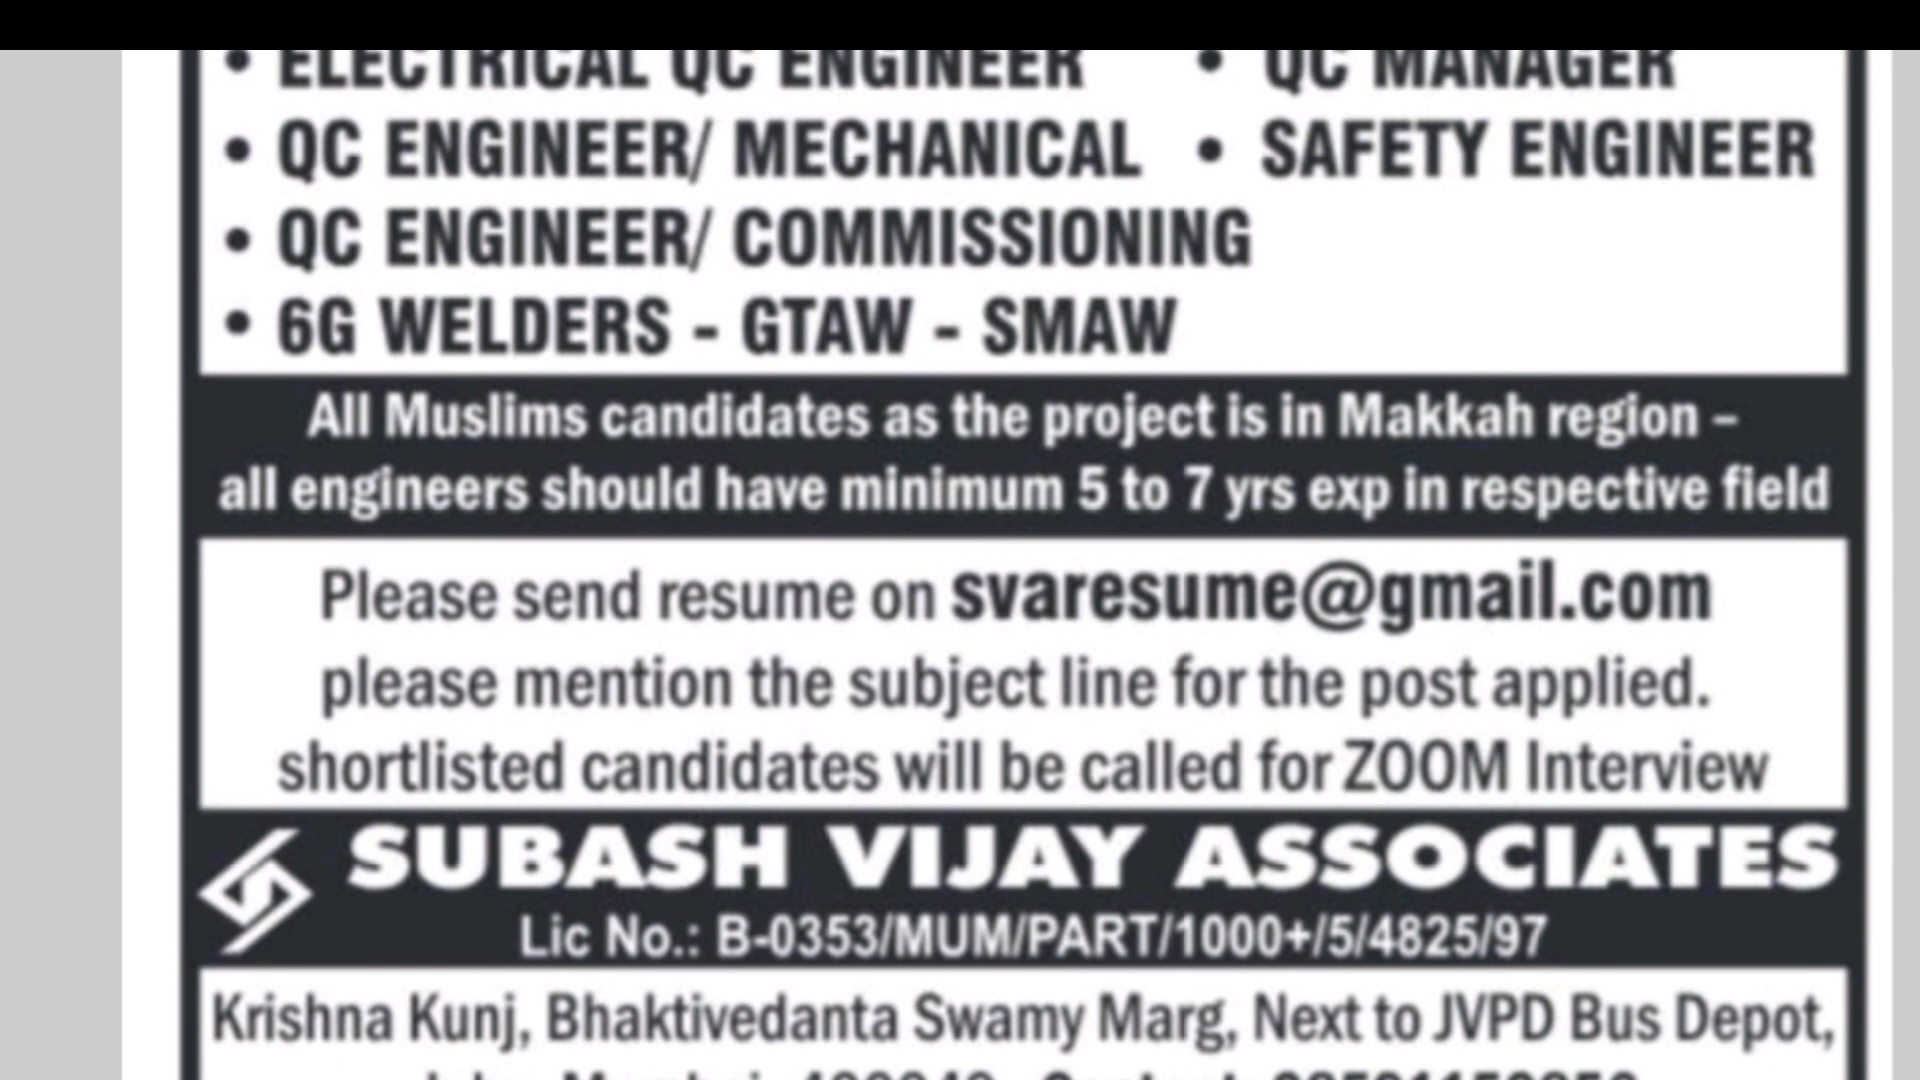 • ELECTRICAL QC ENGINEER • QC MANAGER
• QC ENGINEER/ MECHANICAL • SAFETY ENGINEER
• QC ENGINEER/ COMMISSIONING
• 6G WELDERS - GTAW - SMAW
All Muslims candidates as the project is in Makkah region –
all engineers should have minimum 5 to 7 yrs exp in respective field
Please send resume on svaresume@gmail.com
please mention the subject line for the post applied.
shortlisted candidates will be called for ZOOM Interview
SUBASH VIJAY ASSOCIATES
Lic No.: B-0353/MUM/PART/1000+/5/4825/97
Krishna Kunj, Bhaktivedanta Swamy Marg, Next to JVPD Bus Depot,